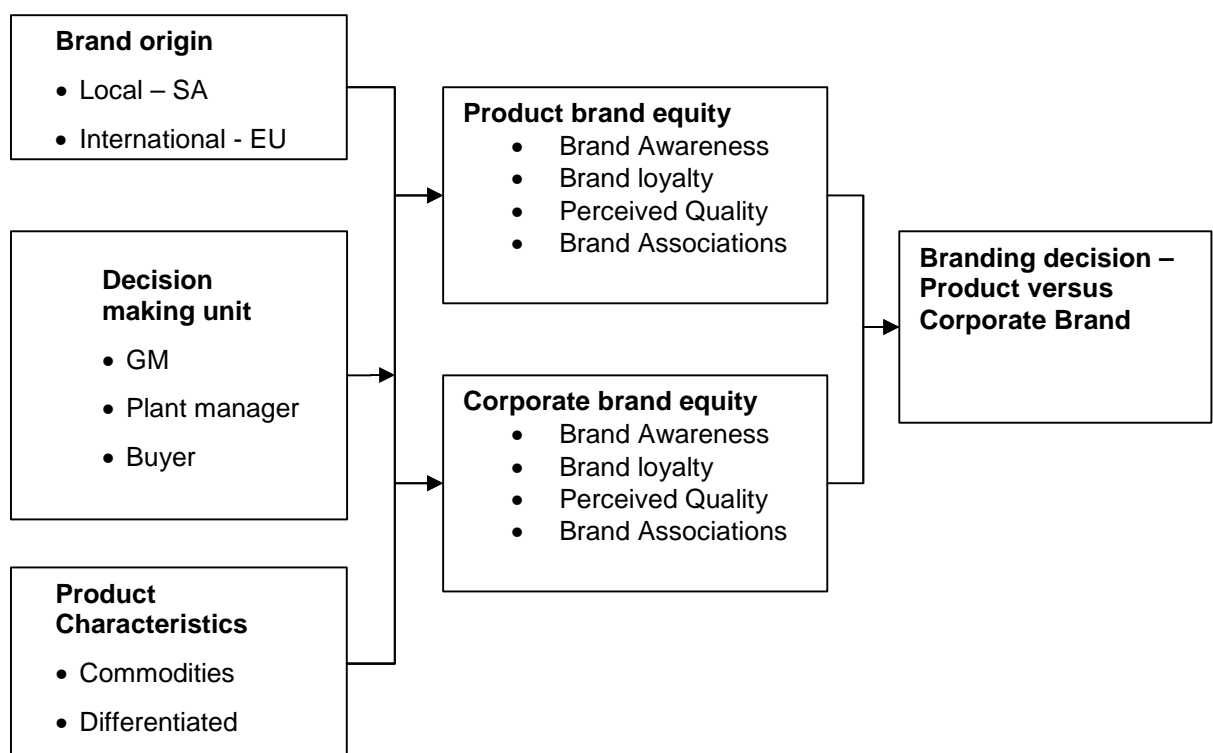 Brand origin
• Local – SA
• International - EU
Decision
making unit
• GM
• Plant manager
• Buyer
Product
Characteristics
• Commodities
• Differentiated
Product brand equity
• Brand Awareness
• Brand loyalty
• Perceived Quality
• Brand Associations
Corporate brand equity
• Brand Awareness
• Brand loyalty
• Perceived Quality
• Brand Associations
Branding decision –
Product versus
Corporate Brand